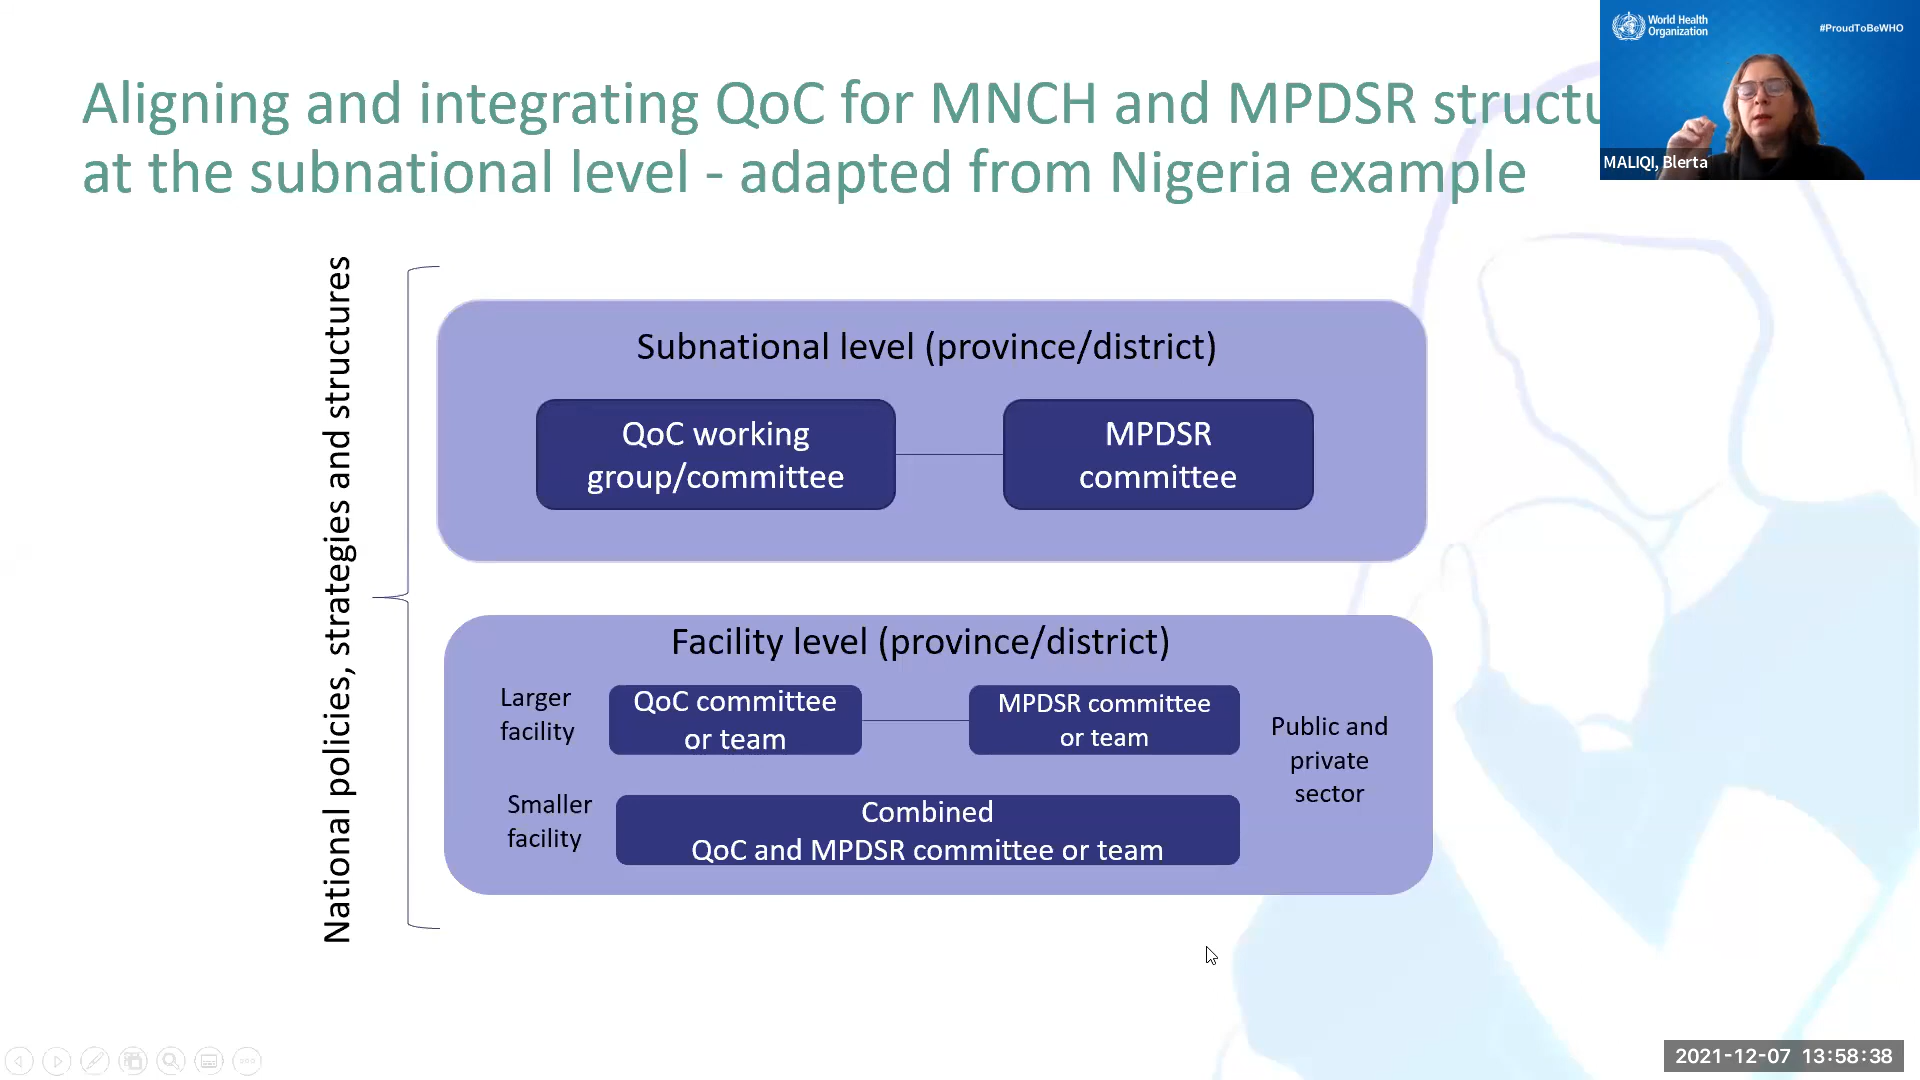 World Health
Organization
#ProudToBeWHO
MALIQI, Blerta
Aligning and integrating QoC for MNCH and MPDSR structu
at the subnational level - adapted from Nigeria example
National policies, strategies and structures
Subnational level (province/district)
QoC working
group/committee
MPDSR
committee
Facility level (province/district)
Larger
facility
QoC committee
or team
MPDSR committee
or team
Public and
private
sector
Smaller
facility
Combined
QoC and MPDSR committee or team
2021-12-07 13:58:38